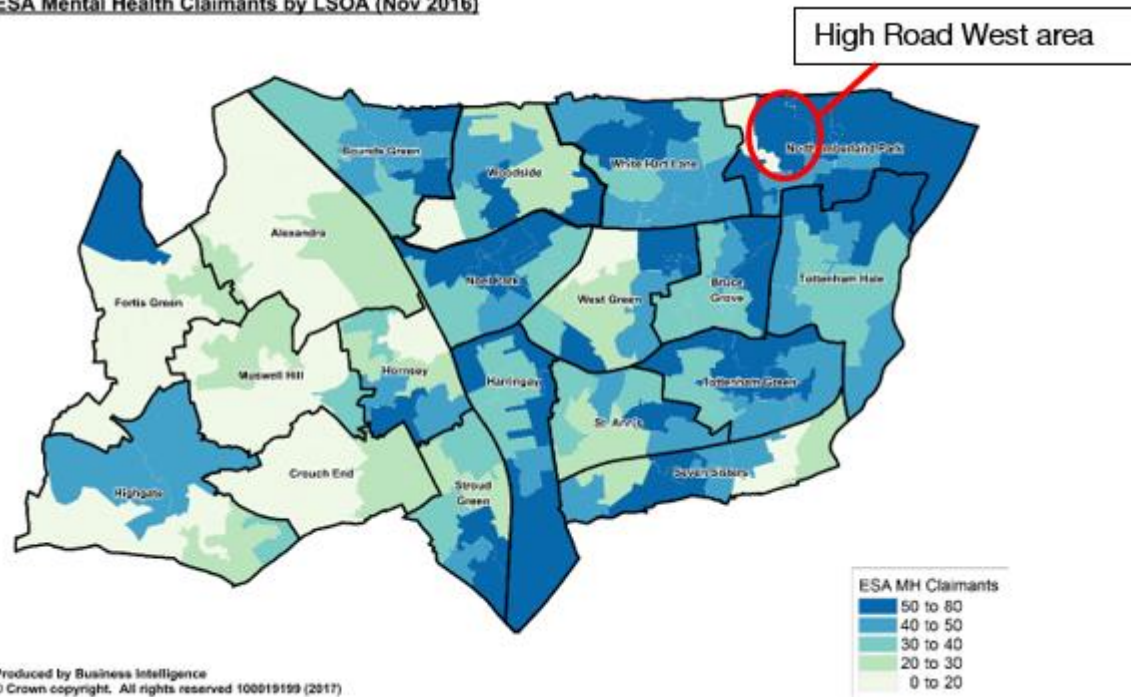 ESA Mental Health Claimants by LSOA (Nov 2016)
High Road West area
Bounds Green
Woodside
White Hart Lane
Northumberland Park
Alexandra
Fortis Green
Noel Park
West Green
Bruce
Grove
Tottenham Hale
Muswell Hill
Hornsey
Harringay
Tottenham Green
St. Ann's
Crouch End
Stroud
Green
Seven Sisters
Highgate
ESA MH Claimants
50 to 80
40 to 50
30 to 40
20 to 30
0 to 20
Produced by Business Intelligence
© Crown copyright. All rights reserved 100019199 (2017)